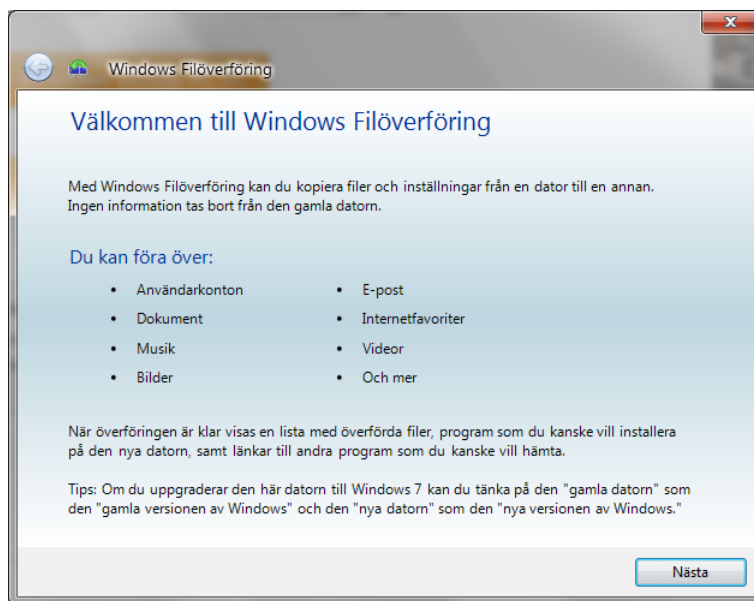 Windows Filöverföring
Välkommen till Windows Filöverföring
Med Windows Filöverföring kan du kopiera filer och inställningar från en dator till en annan.
Ingen information tas bort från den gamla datorn.
Du kan föra över:
• Användarkonton
• Dokument
• Musik
• Bilder
• E-post
• Internetfavoriter
• Videor
• Och mer
När överföringen är klar visas en lista med överförda filer, program som du kanske vill installera
på den nya datorn, samt länkar till andra program som du kanske vill hämta.
Tips: Om du uppgraderar den här datorn till Windows 7 kan du tänka på den "gamla datorn" som
den "gamla versionen av Windows" och den "nya datorn" som den "nya versionen av Windows."
Nästa